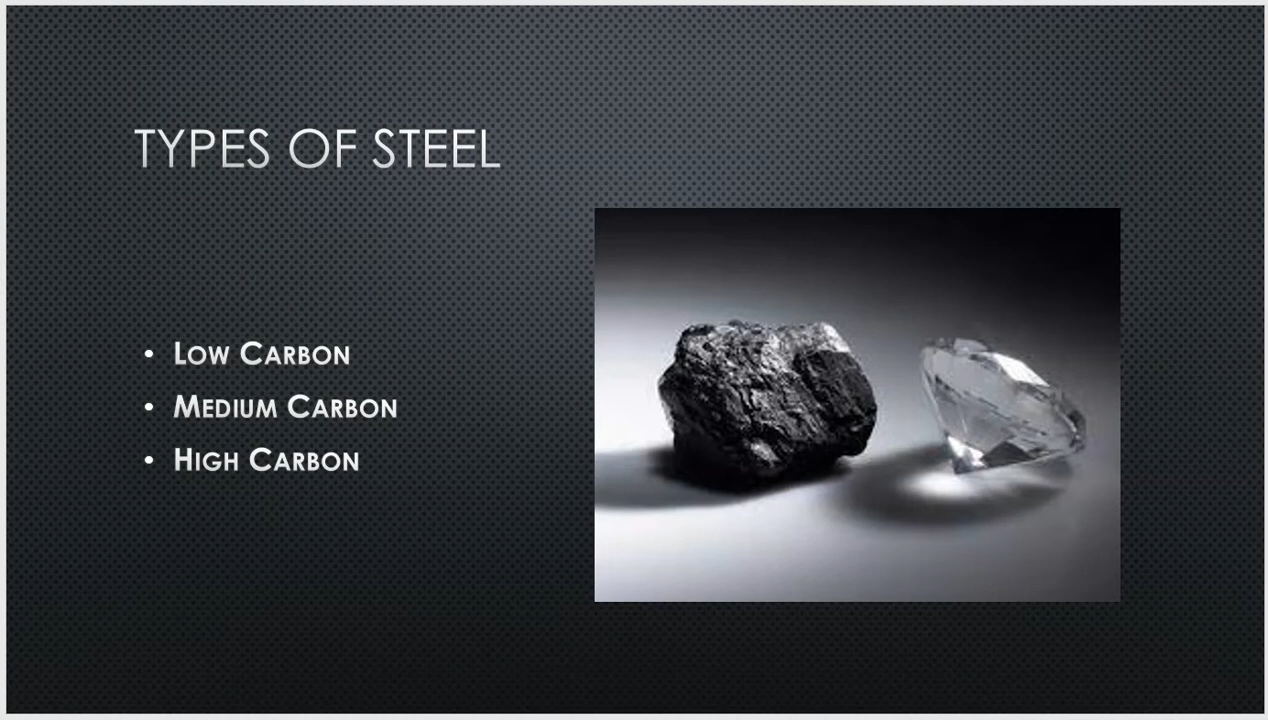 TYPES OF STEEL
• LOW CARBON
• MEDIUM CARBON
• HIGH CARBON